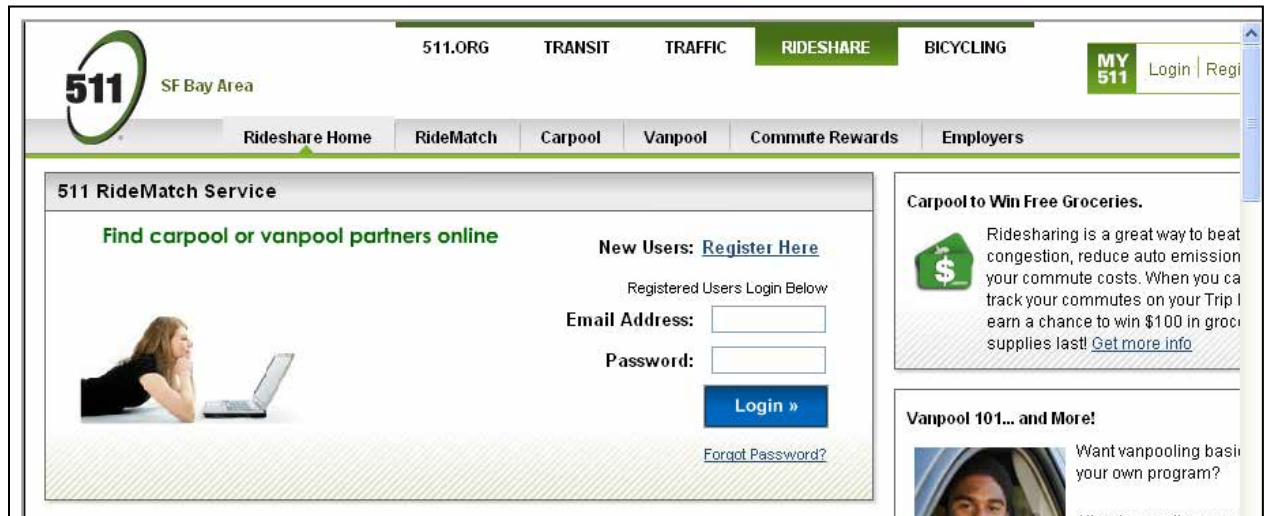 511.ORG TRANSIT TRAFFIC RIDESHARE BICYCLING
511 SF Bay Area
MY 511 Login Regi
Rideshare Home RideMatch Carpool Vanpool Commute Rewards Employers
511 RideMatch Service
Find carpool or vanpool partners online
New Users: Register Here
Registered Users Login Below
Email Address:
Password:
Login »
Forgot Password?
Carpool to Win Free Groceries.
$
Ridesharing is a great way to beat
congestion, reduce auto emission
your commute costs. When you ca
track your commutes on your Trip
earn a chance to win $100 in groc
supplies last! Get more info
Vanpool 101... and More!
Want vanpooling basi
your own program?